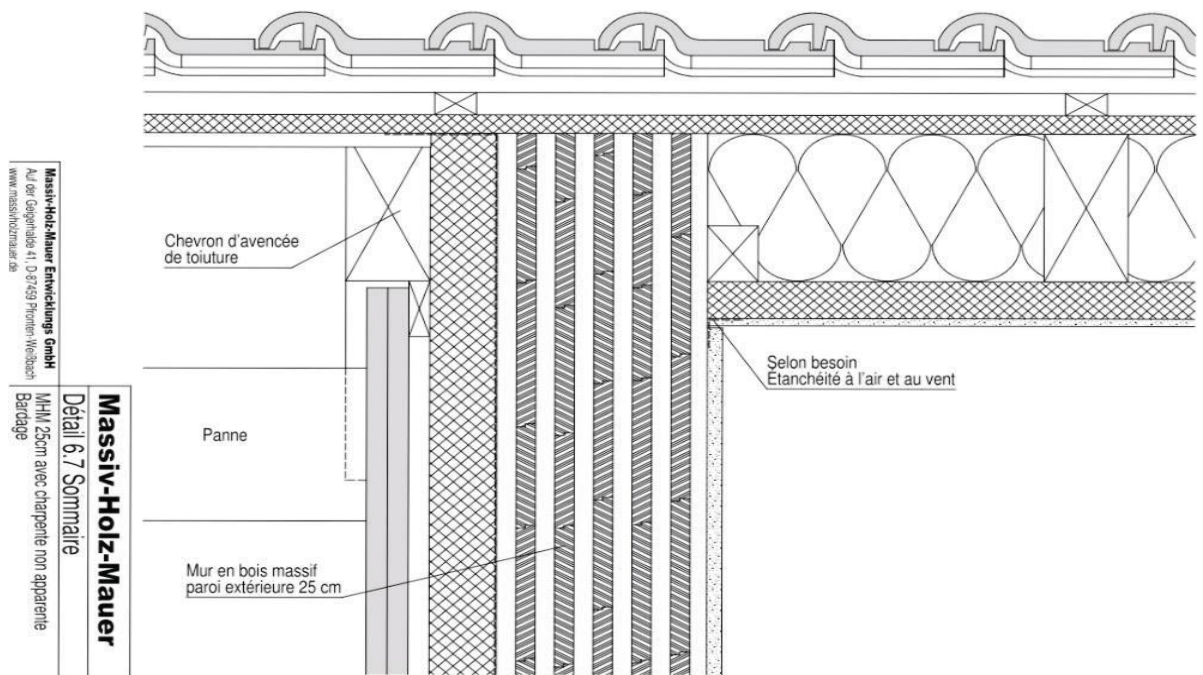 Chevron d'avencée
de toiuture
Panne
Mur en bois massif
paroi extérieure 25 cm
Selon besoin
Étanchéité à l'air et au vent
Massiv-Holz-Mauer
Détail 6.7 Sommaire
MHM 25cm avec charpente non apparente
Bardage
Massiv-Holz-Mauer Entwicklungs GmbH
Auf der Geigerhalde 41, D-87459 Pfronten-Weißbach
www.massivholzmauer.de